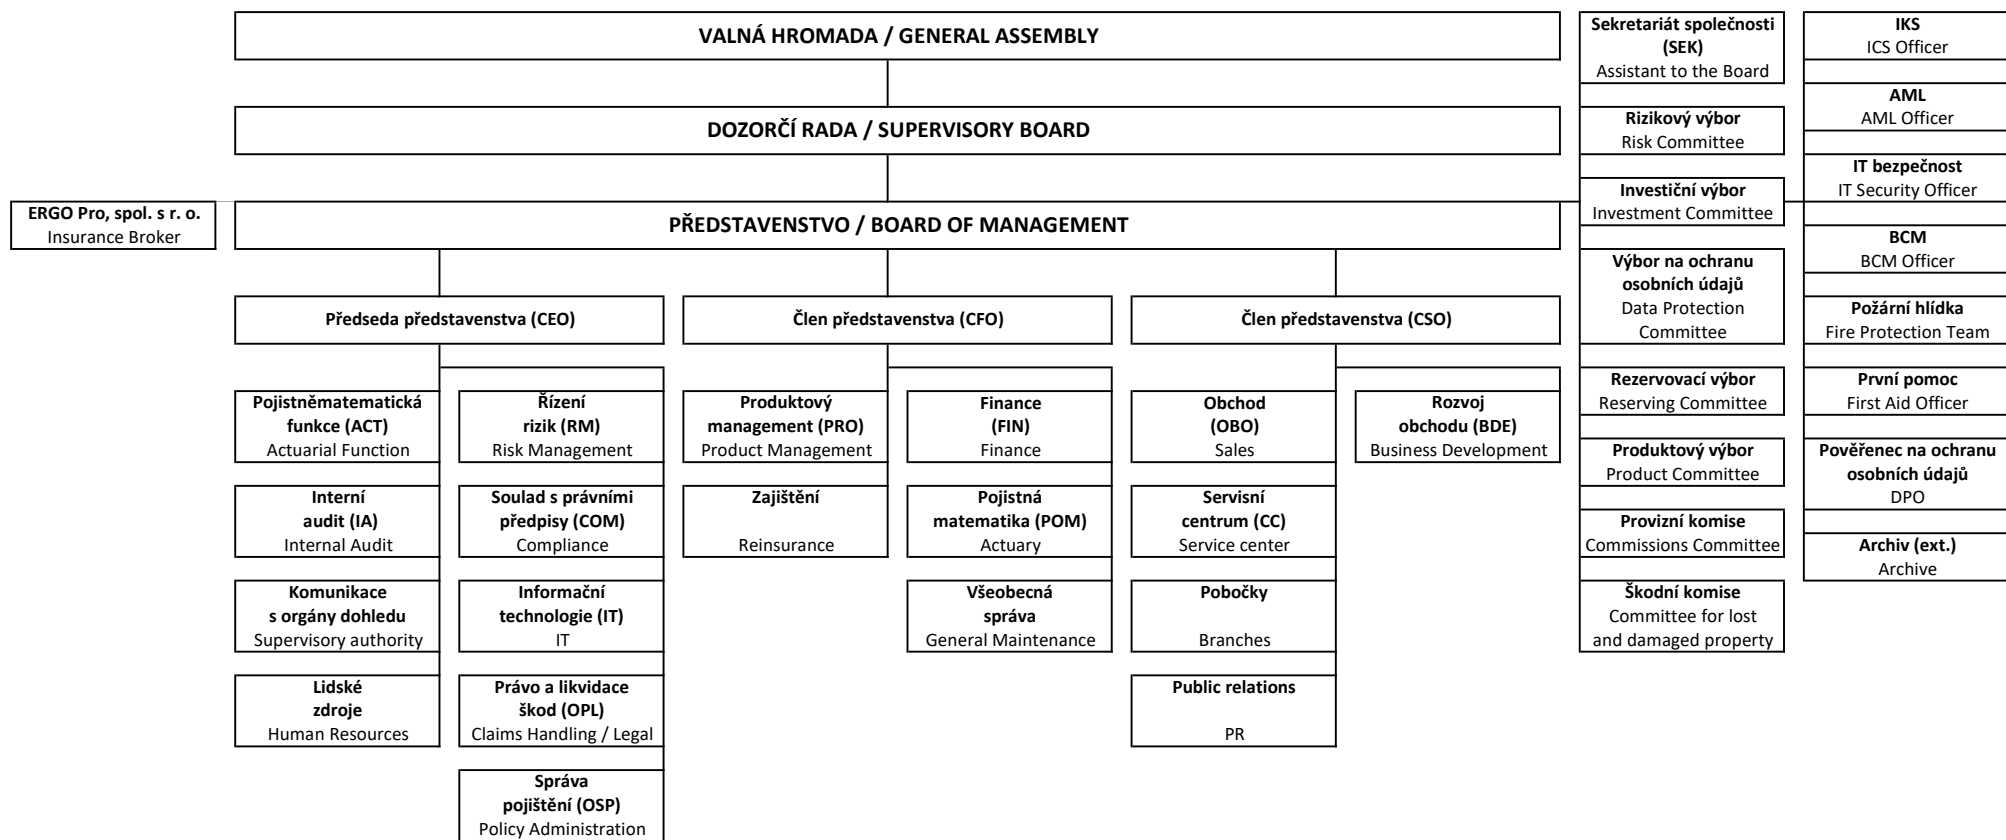 VALNÁ HROMADA / GENERAL ASSEMBLY
DOZORČÍ RADA / SUPERVISORY BOARD
ERGO Pro, spol. s r. o.
Insurance Broker
PŘEDSTAVENSTVO / BOARD OF MANAGEMENT
Předseda představenstva (CEO)
Člen představenstva (CFO)
Člen představenstva (CSO)
Pojistněmatematická
funkce (ACT)
Actuarial Function
Interní
audit (IA)
Internal Audit
Komunikace
s orgány dohledu
Supervisory authority
Lidské
zdroje
Human Resources
Řízení
rizik (RM)
Risk Management
Soulad s právními
předpisy (COM)
Compliance
Informační
technologie (IT)
IT
Právo a likvidace
škod (OPL)
Claims Handling / Legal
Správa
pojištění (OSP)
Policy Administration
Produktový
management (PRO)
Product Management
Zajištění
Reinsurance
Finance
(FIN)
Finance
Pojistná
matematika (POM)
Actuary
Všeobecná
správa
General Maintenance
Obchod
(OBO)
Sales
Servisní
centrum (CC)
Service center
Pobočky
Branches
Public relations
PR
Rozvoj
obchodu (BDE)
Business Development
Sekretariát společnosti
(SEK)
Assistant to the Board
Rizikový výbor
Risk Committee
Investiční výbor
Investment Committee
Výbor na ochranu
osobních údajů
Data Protection
Committee
Rezervovací výbor
Reserving Committee
Produktový výbor
Product Committee
Provizní komise
Commissions Committee
Škodní komise
Committee for lost
and damaged property
IKS
ICS Officer
AML
AML Officer
IT bezpečnost
IT Security Officer
BCM
BCM Officer
Požární hlídka
Fire Protection Team
První pomoc
First Aid Officer
Pověřenec na ochranu
osobních údajů
DPO
Archiv (ext.)
Archive